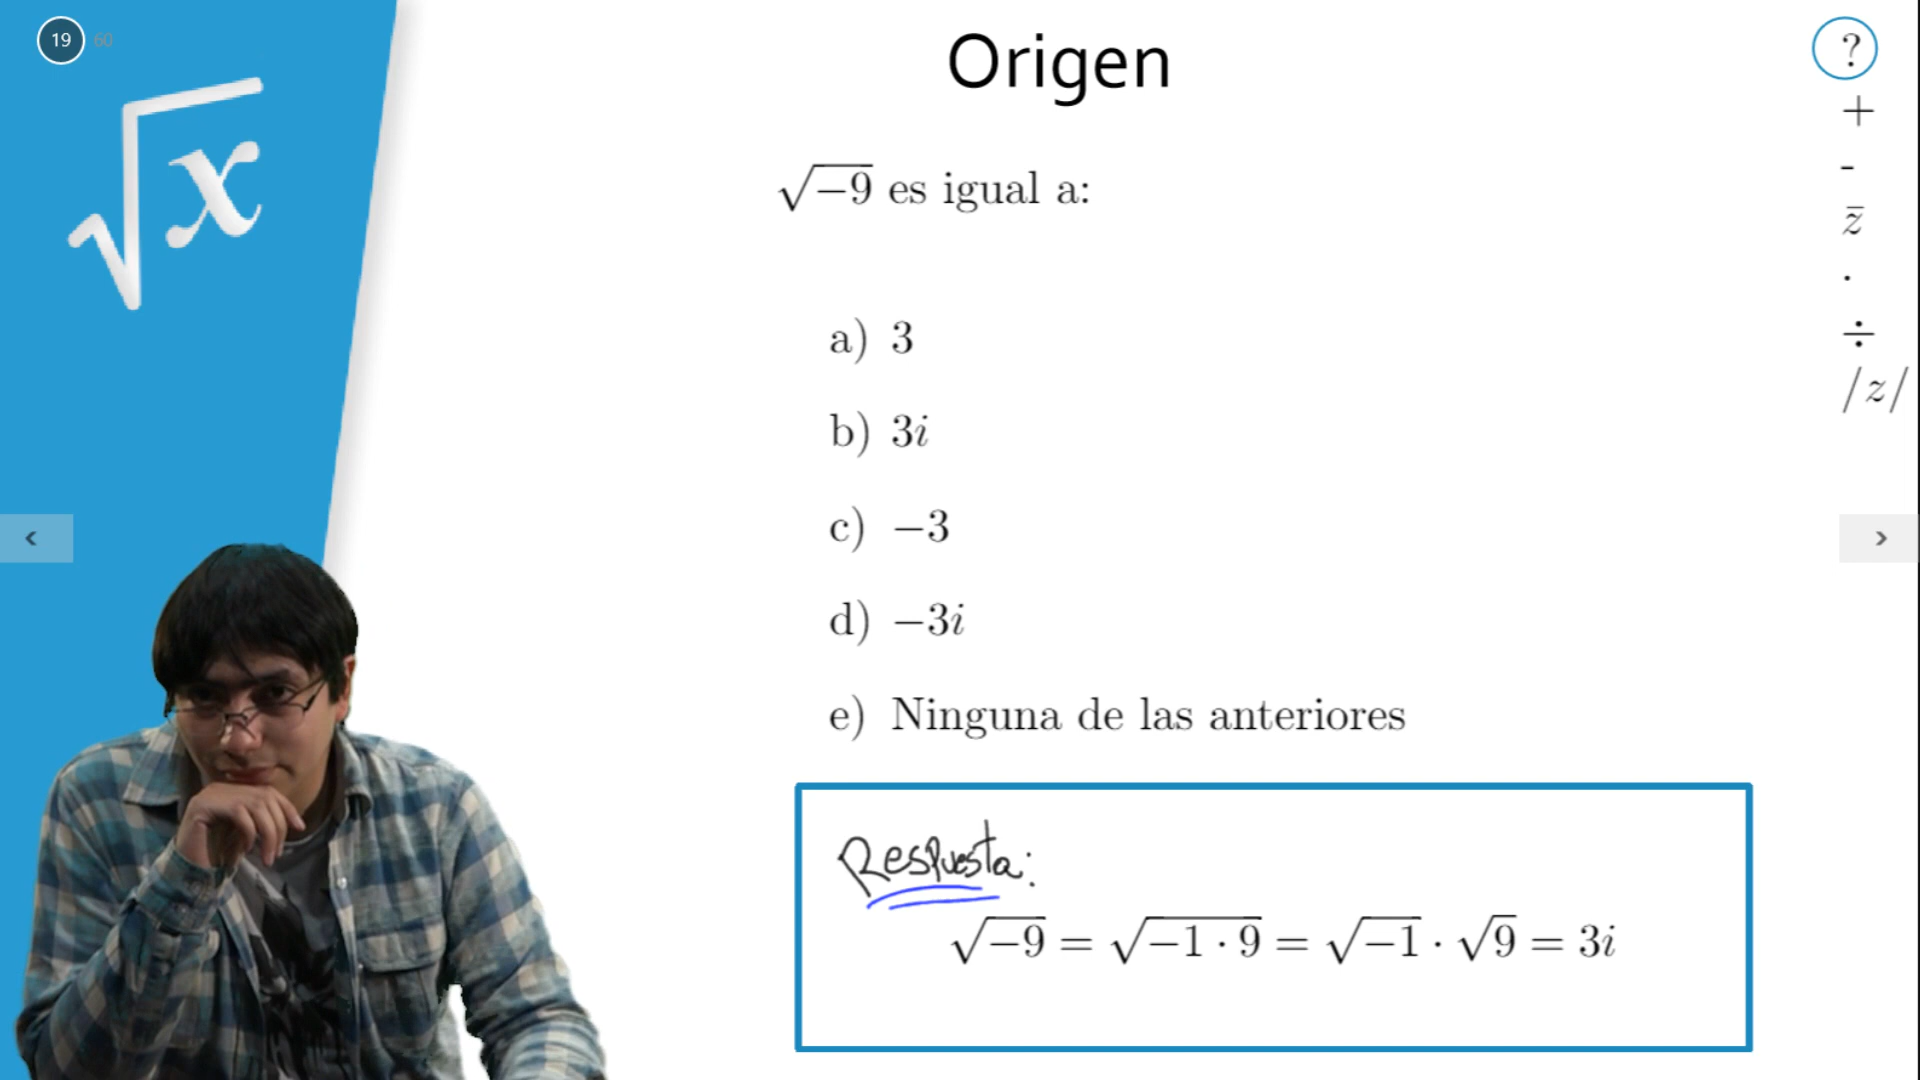 19 60
√x
Origen
?
+
-
z̄
·
÷
/z/
√−9 es igual a:
a) 3
b) 3i
c) −3
d) −3i
e) Ninguna de las anteriores
<
>
Respuesta:
√−9 = √−1 · 9 = √−1 · √9 = 3i